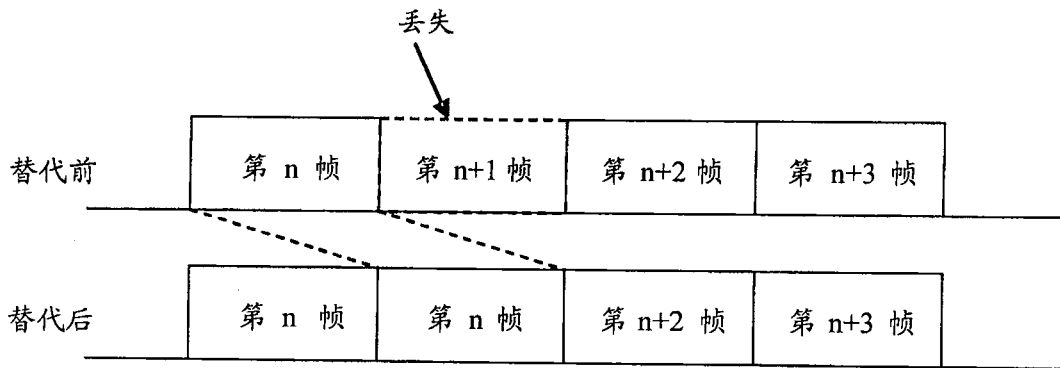 丢失
替代前 第 n 帧 第 n+1 帧 第 n+2 帧 第 n+3 帧
替代后 第 n 帧 第 n 帧 第 n+2 帧 第 n+3 帧